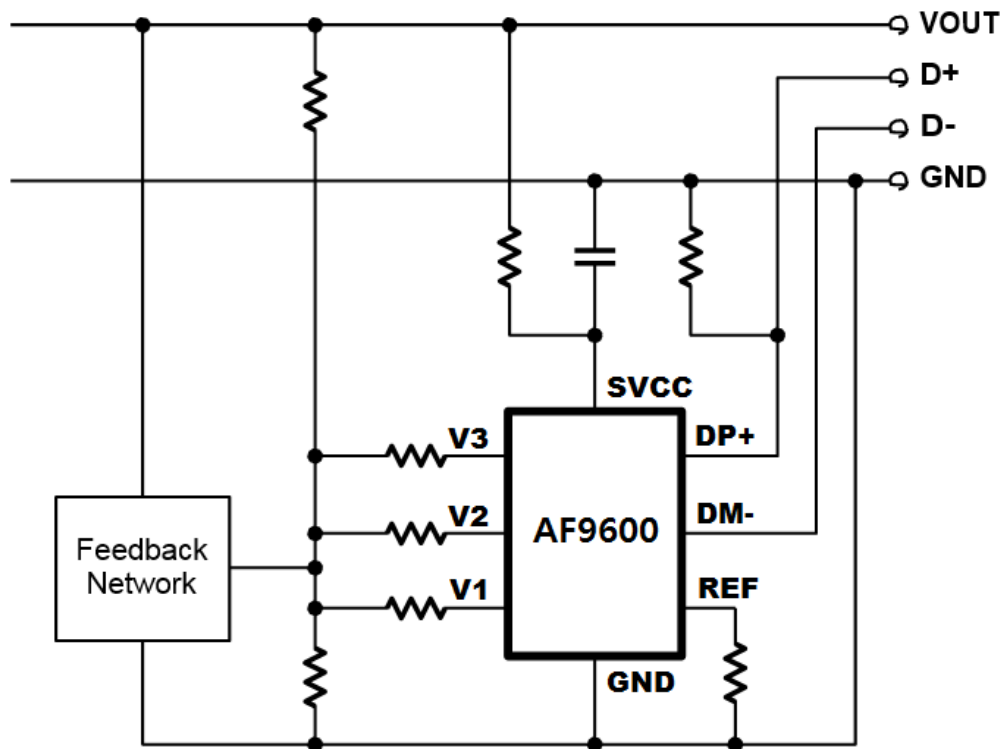 VOUT
D+
D-
GND
SVCC
V3
DP+
V2
AF9600
DM-
Feedback
Network
V1
REF
GND